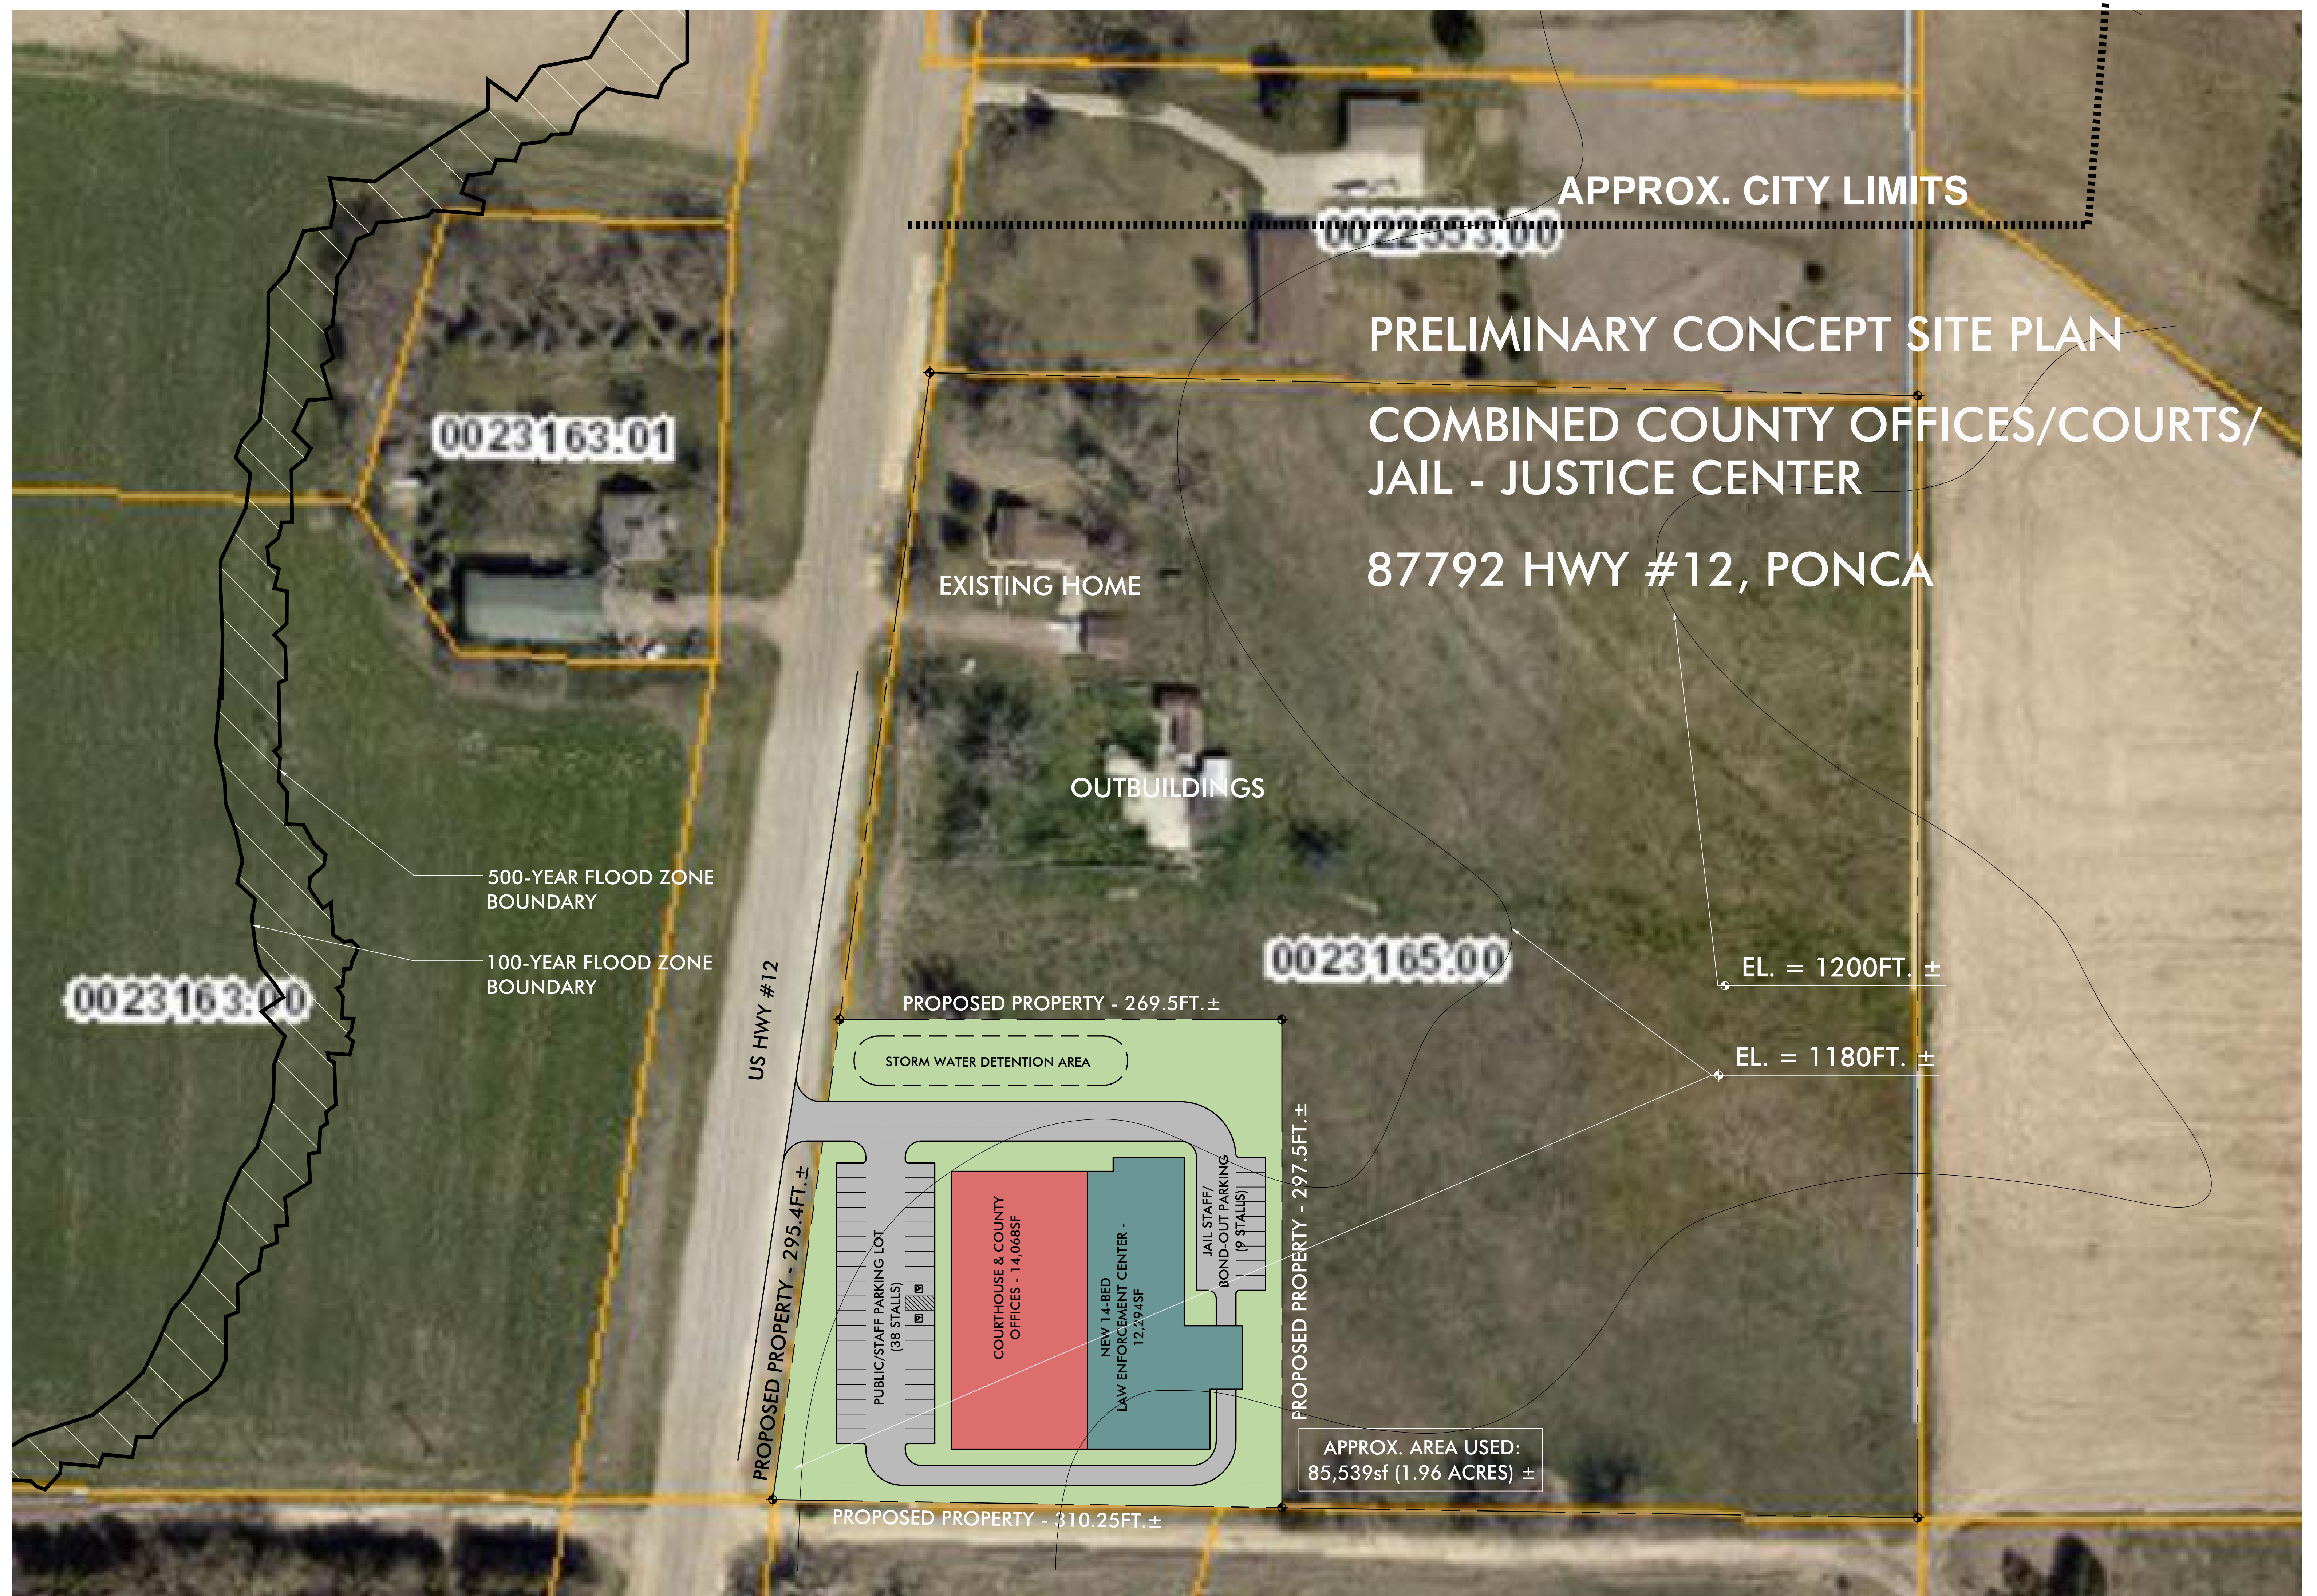 APPROX. CITY LIMITS
0022553.00
PRELIMINARY CONCEPT SITE PLAN
COMBINED COUNTY OFFICES/COURTS/
JAIL - JUSTICE CENTER
87792 HWY #12, PONCA
0023163.01
EXISTING HOME
OUTBUILDINGS
500-YEAR FLOOD ZONE
BOUNDARY
100-YEAR FLOOD ZONE
BOUNDARY
0023163.00
0023165.00
EL. = 1200FT. ±
EL. = 1180FT. ±
US HWY #12
PROPOSED PROPERTY - 269.5FT.±
STORM WATER DETENTION AREA
PROPOSED PROPERTY - 295.4FT.±
PUBLIC/STAFF PARKING LOT
(38 STALLS)
COURTHOUSE & COUNTY
OFFICES - 14,068SF
NEW 14-BED
LAW ENFORCEMENT CENTER -
12,294SF
JAIL STAFF/
BOND-OUT PARKING
(9 STALLS)
PROPOSED PROPERTY - 297.5FT.±
APPROX. AREA USED:
85,539sf (1.96 ACRES) ±
PROPOSED PROPERTY - 310.25FT.±